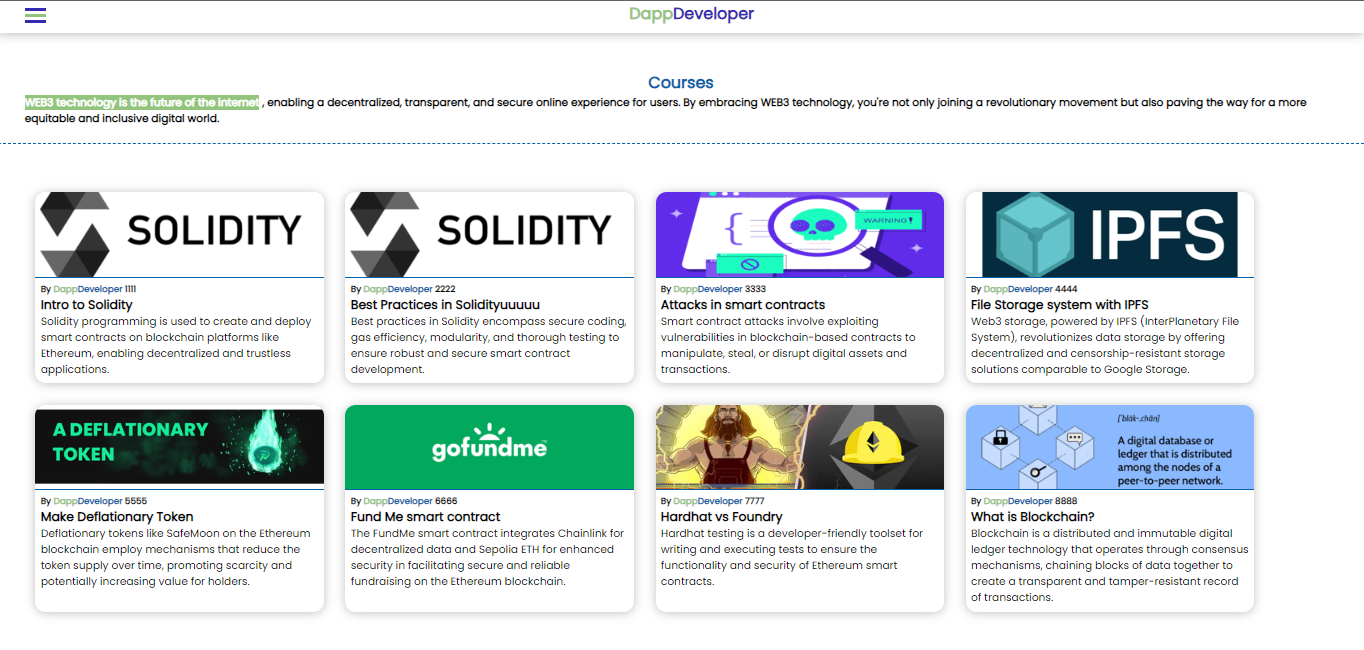 DappDeveloper
Courses
WEB3 technology is the future of the internet , enabling a decentralized, transparent, and secure online experience for users. By embracing WEB3 technology, you're not only joining a revolutionary movement but also paving the way for a more
equitable and inclusive digital world.
SOLIDITY
By DappDeveloper 1111
Intro to Solidity
Solidity programming is used to create and deploy
smart contracts on blockchain platforms like
Ethereum, enabling decentralized and trustless
applications.
SOLIDITY
By DappDeveloper 2222
Best Practices in Solidityuuuuu
Best practices in Solidity encompass secure coding,
gas efficiency, modularity, and thorough testing to
ensure robust and secure smart contract
development.
{
WARNING!
By DappDeveloper 3333
Attacks in smart contracts
Smart contract attacks involve exploiting
vulnerabilities in blockchain-based contracts to
manipulate, steal, or disrupt digital assets and
transactions.
IPFS
By DappDeveloper 4444
File Storage system with IPFS
Web3 storage, powered by IPFS (InterPlanetary File
System), revolutionizes data storage by offering
decentralized and censorship-resistant storage
solutions comparable to Google Storage.
A DEFLATIONARY
TOKEN
By DappDeveloper 5555
Make Deflationary Token
Deflationary tokens like SafeMoon on the Ethereum
blockchain employ mechanisms that reduce the
token supply over time, promoting scarcity and
potentially increasing value for holders.
gofundme™
By DappDeveloper 6666
Fund Me smart contract
The FundMe smart contract integrates Chainlink for
decentralized data and Sepolia ETH for enhanced
security in facilitating secure and reliable
fundraising on the Ethereum blockchain.
By DappDeveloper 7777
Hardhat vs Foundry
Hardhat testing is a developer-friendly toolset for
writing and executing tests to ensure the
functionality and security of Ethereum smart
contracts.
['bläk-,chān]
A digital database or
ledger that is distributed
among the nodes of a
peer-to-peer network.
By DappDeveloper 8888
What is Blockchain?
Blockchain is a distributed and immutable digital
ledger technology that operates through consensus
mechanisms, chaining blocks of data together to
create a transparent and tamper-resistant record
of transactions.